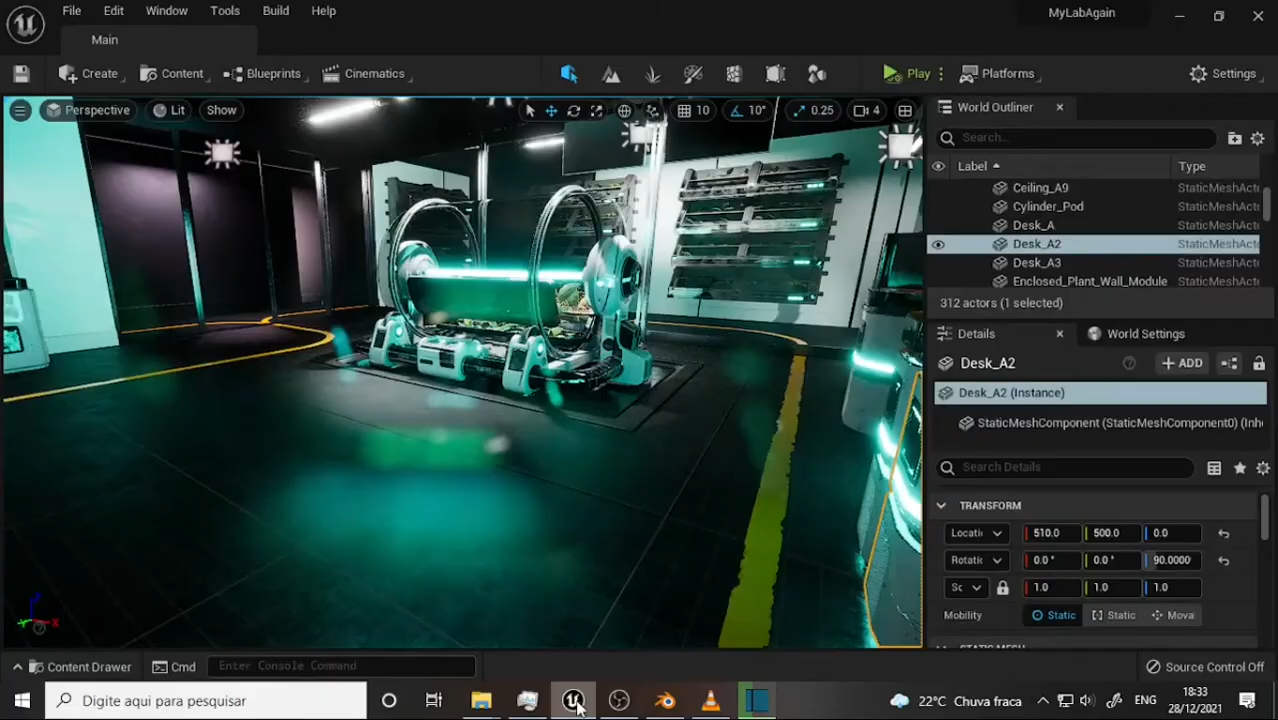 File Edit Window Tools Build Help
MyLabAgain
Main
Create Content Blueprints Cinematics Play Platforms Settings
Perspective Lit Show 10 10° 0.25 4
World Outliner
Search...
Label Type
Ceiling_A9 StaticMeshActo
Cylinder_Pod StaticMeshActo
Desk_A StaticMeshActo
Desk_A2 StaticMeshActo
Desk_A3 StaticMeshActo
Enclosed_Plant_Wall_Module StaticMeshActo
312 actors (1 selected)
Details World Settings
Desk_A2 + ADD
Desk_A2 (Instance)
StaticMeshComponent (StaticMeshComponent0) (Inhe
Search Details
TRANSFORM
Locatio 510.0 500.0 0.0
Rotatio 0.0° 0.0° 90.0000°
Sc 1.0 1.0 1.0
Mobility Static Static Mova
STATIC MESH
Content Drawer Cmd Enter Console Command Source Control Off
Digite aqui para pesquisar
22°C Chuva fraca
ENG
18:33
28/12/2021